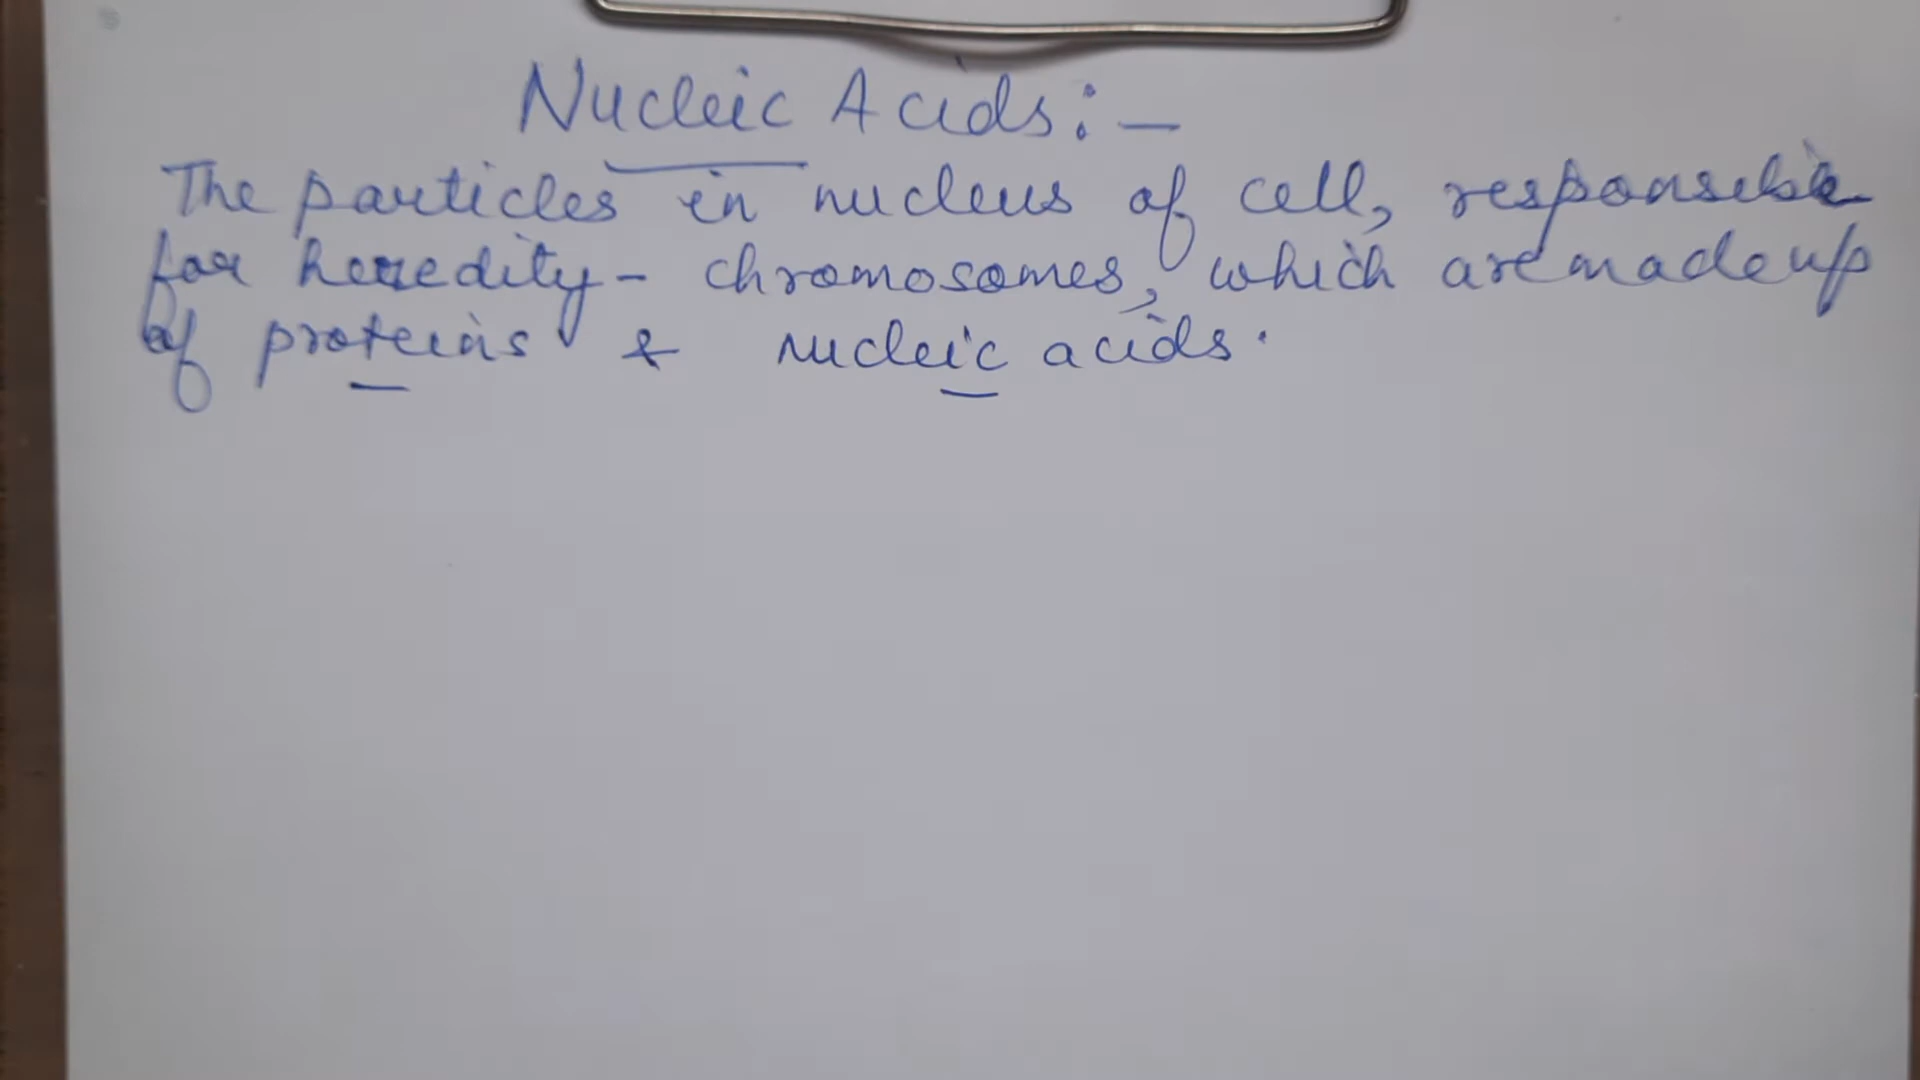 Nucleic Acids:-
The particles in nucleus of cell, responsible
for heredity - chromosomes, which are made up
of proteins & nucleic acids.